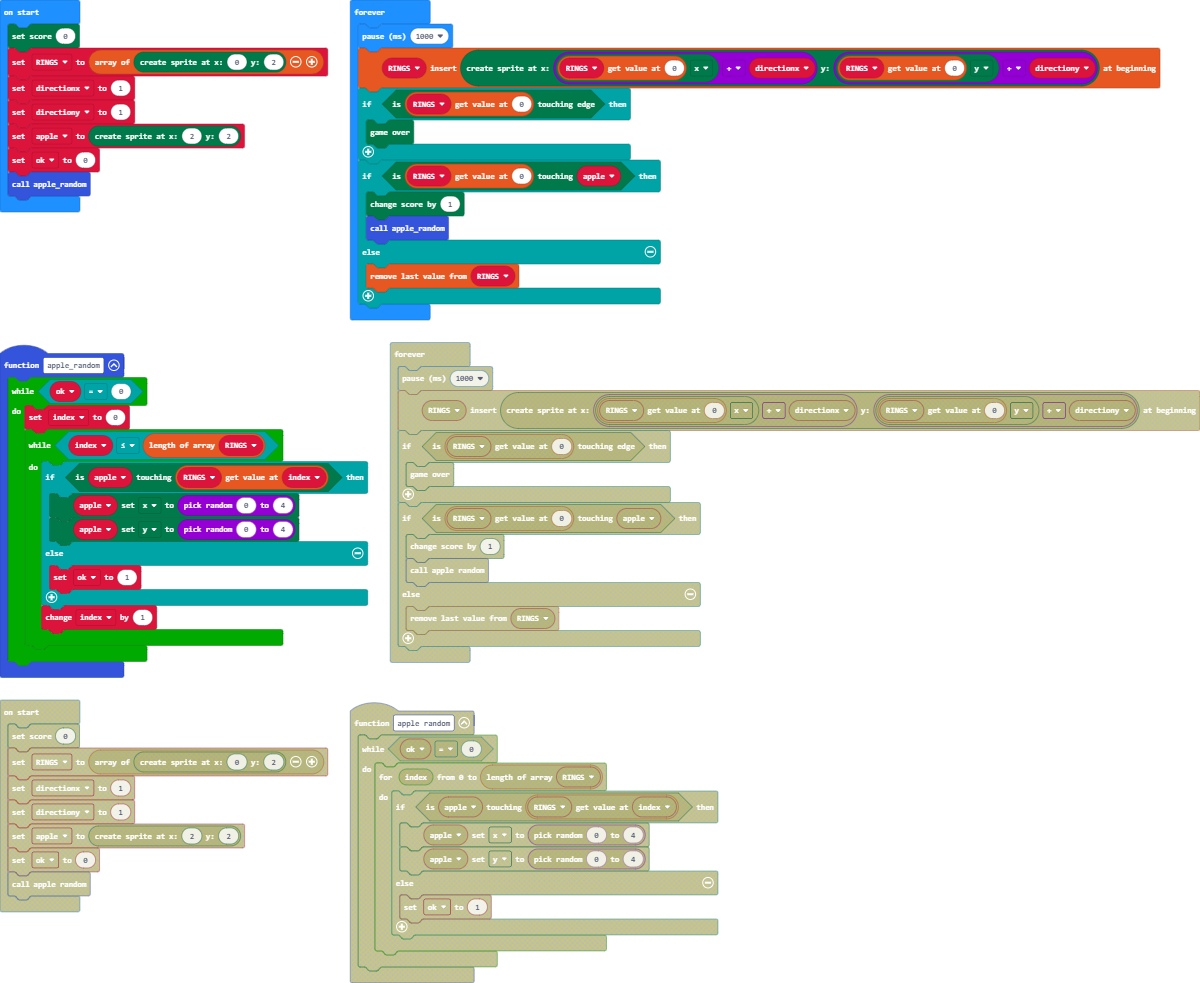 on start
set score 0
set RINGS to array of create sprite at x: 0 y: 2
set directionx to 1
set directiony to 1
set apple to create sprite at x: 2 y: 2
set ok to 0
call apple_random
forever
pause (ms) 1000
RINGS insert create sprite at x: RINGS get value at 0 x + directionx y: RINGS get value at 0 y + directiony at beginning
if is RINGS get value at 0 touching edge then
game over
if is RINGS get value at 0 touching apple then
change score by 1
call apple_random
else
remove last value from RINGS
function apple_random
while ok = 0
do set index to 0
while index ≤ length of array RINGS
do if is apple touching RINGS get value at index then
apple set x to pick random 0 to 4
apple set y to pick random 0 to 4
else
set ok to 1
change index by 1
forever
pause (ms) 1000
RINGS insert create sprite at x: RINGS get value at 0 x + directionx y: RINGS get value at 0 y + directiony at beginning
if is RINGS get value at 0 touching edge then
game over
if is RINGS get value at 0 touching apple then
change score by 1
call apple random
else
remove last value from RINGS
on start
set score 0
set RINGS to array of create sprite at x: 0 y: 2
set directionx to 1
set directiony to 1
set apple to create sprite at x: 2 y: 2
set ok to 0
call apple random
function apple random
while ok = 0
do for index from 0 to length of array RINGS
do if is apple touching RINGS get value at index then
apple set x to pick random 0 to 4
apple set y to pick random 0 to 4
else
set ok to 1